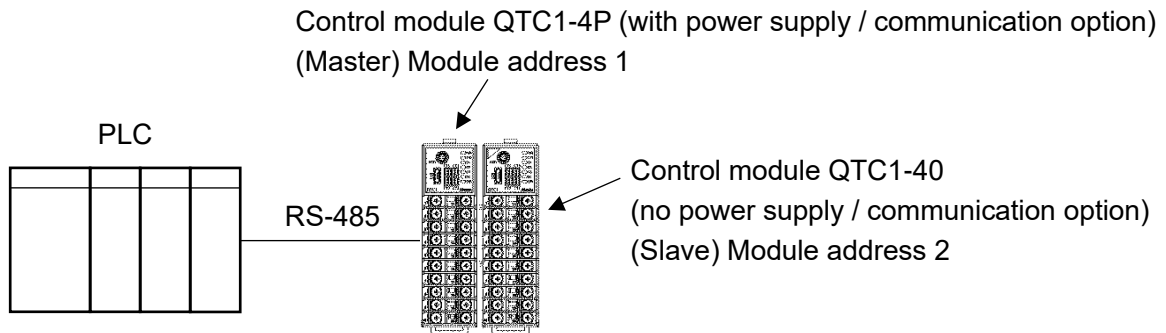 Control module QTC1-4P (with power supply / communication option)
(Master) Module address 1
PLC
RS-485
Control module QTC1-40
(no power supply / communication option)
(Slave) Module address 2